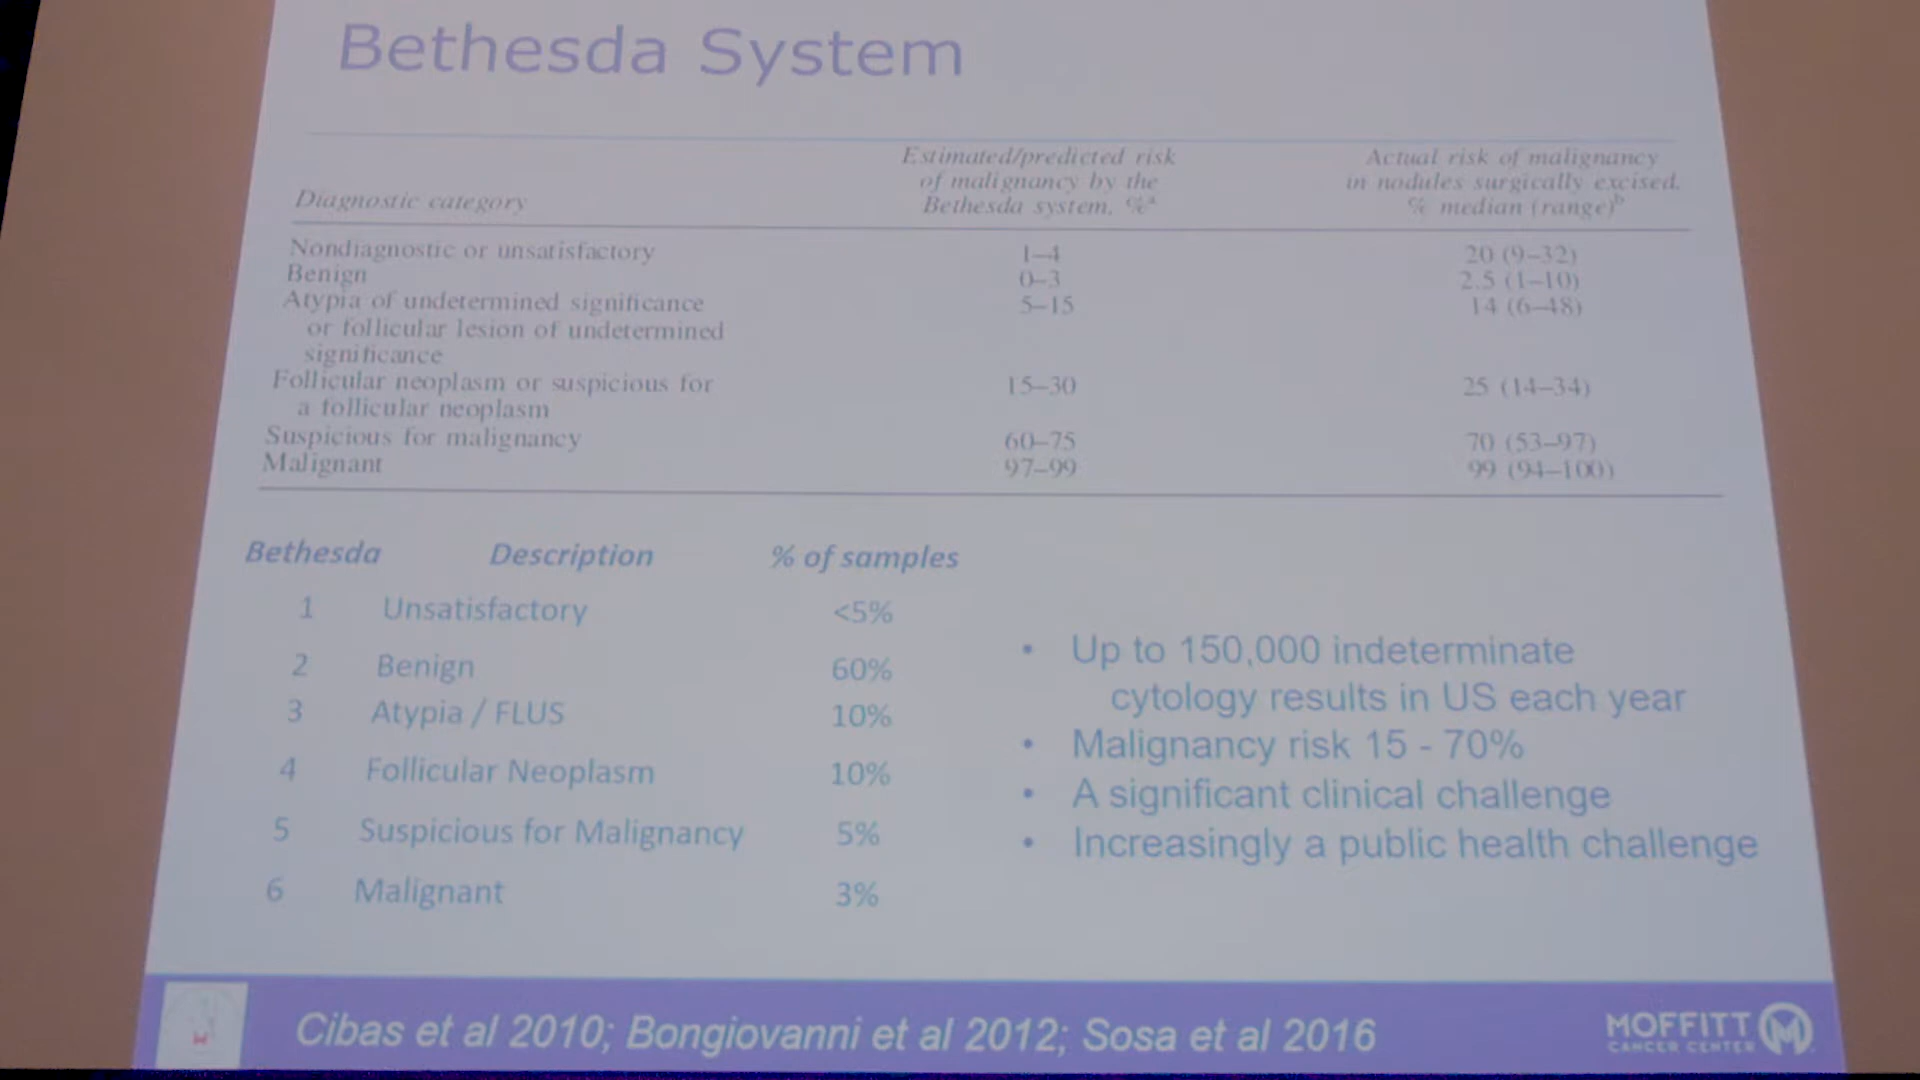 Bethesda System
Diagnostic category
Estimated/predicted risk
of malignancy by the
Bethesda system, %a
Actual risk of malignancy
in nodules surgically excised,
% median (range)b
Nondiagnostic or unsatisfactory 1–4 20 (9–32)
Benign 0–3 2.5 (1–10)
Atypia of undetermined significance 5–15 14 (6–48)
or follicular lesion of undetermined
significance
Follicular neoplasm or suspicious for 15–30 25 (14–34)
a follicular neoplasm
Suspicious for malignancy 60–75 70 (53–97)
Malignant 97–99 99 (94–100)
Bethesda Description % of samples
1 Unsatisfactory <5%
2 Benign 60%
3 Atypia / FLUS 10%
4 Follicular Neoplasm 10%
5 Suspicious for Malignancy 5%
6 Malignant 3%
• Up to 150,000 indeterminate
cytology results in US each year
• Malignancy risk 15 - 70%
• A significant clinical challenge
• Increasingly a public health challenge
Cibas et al 2010; Bongiovanni et al 2012; Sosa et al 2016
MOFFITT
CANCER CENTER
M